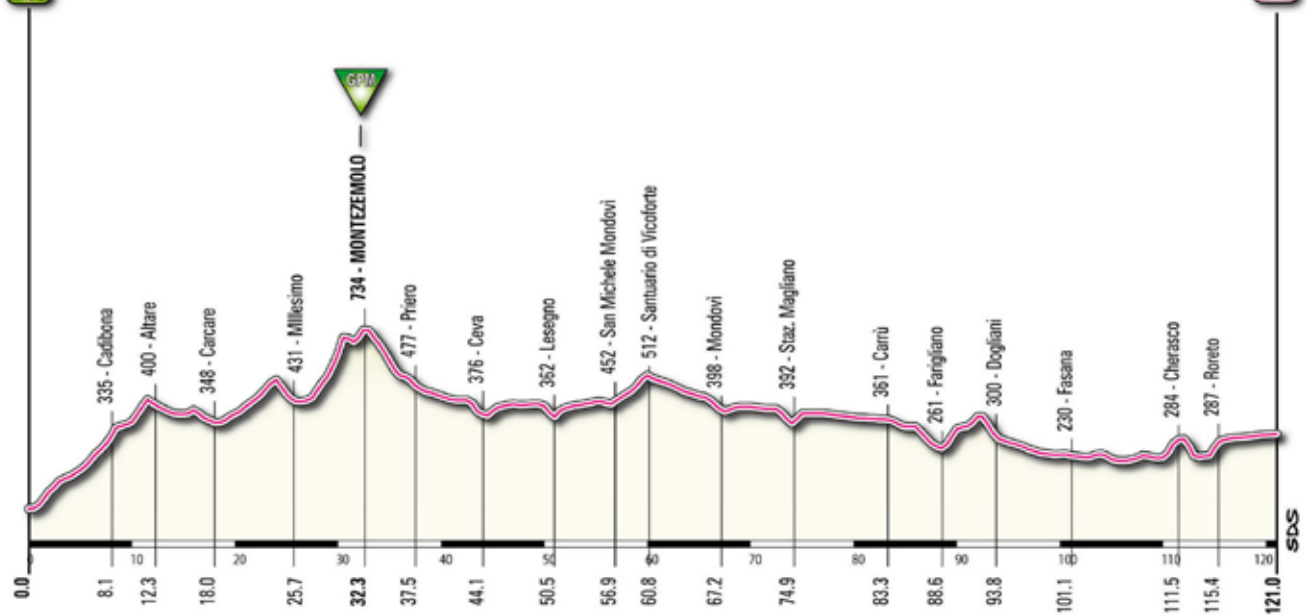 GPM
335 - Cadibona
400 - Altare
348 - Carcare
431 - MIllesimo
734 - MONTEZEMOLO
477 - Priero
376 - Ceva
362 - Lesegno
452 - San Michele Mondovì
512 - Santuario di Vicoforte
398 - Mondovì
392 - Staz. Magliano
361 - Carrù
261 - Farigliano
300 - Dogliani
230 - Fasana
284 - Cherasco
287 - Roreto
SDS
0 10 20 30 40 50 60 70 80 90 100 110 120
0.0 8.1 12.3 18.0 25.7 32.3 37.5 44.1 50.5 56.9 60.8 67.2 74.9 83.3 88.6 93.8 101.1 111.5 115.4 121.0